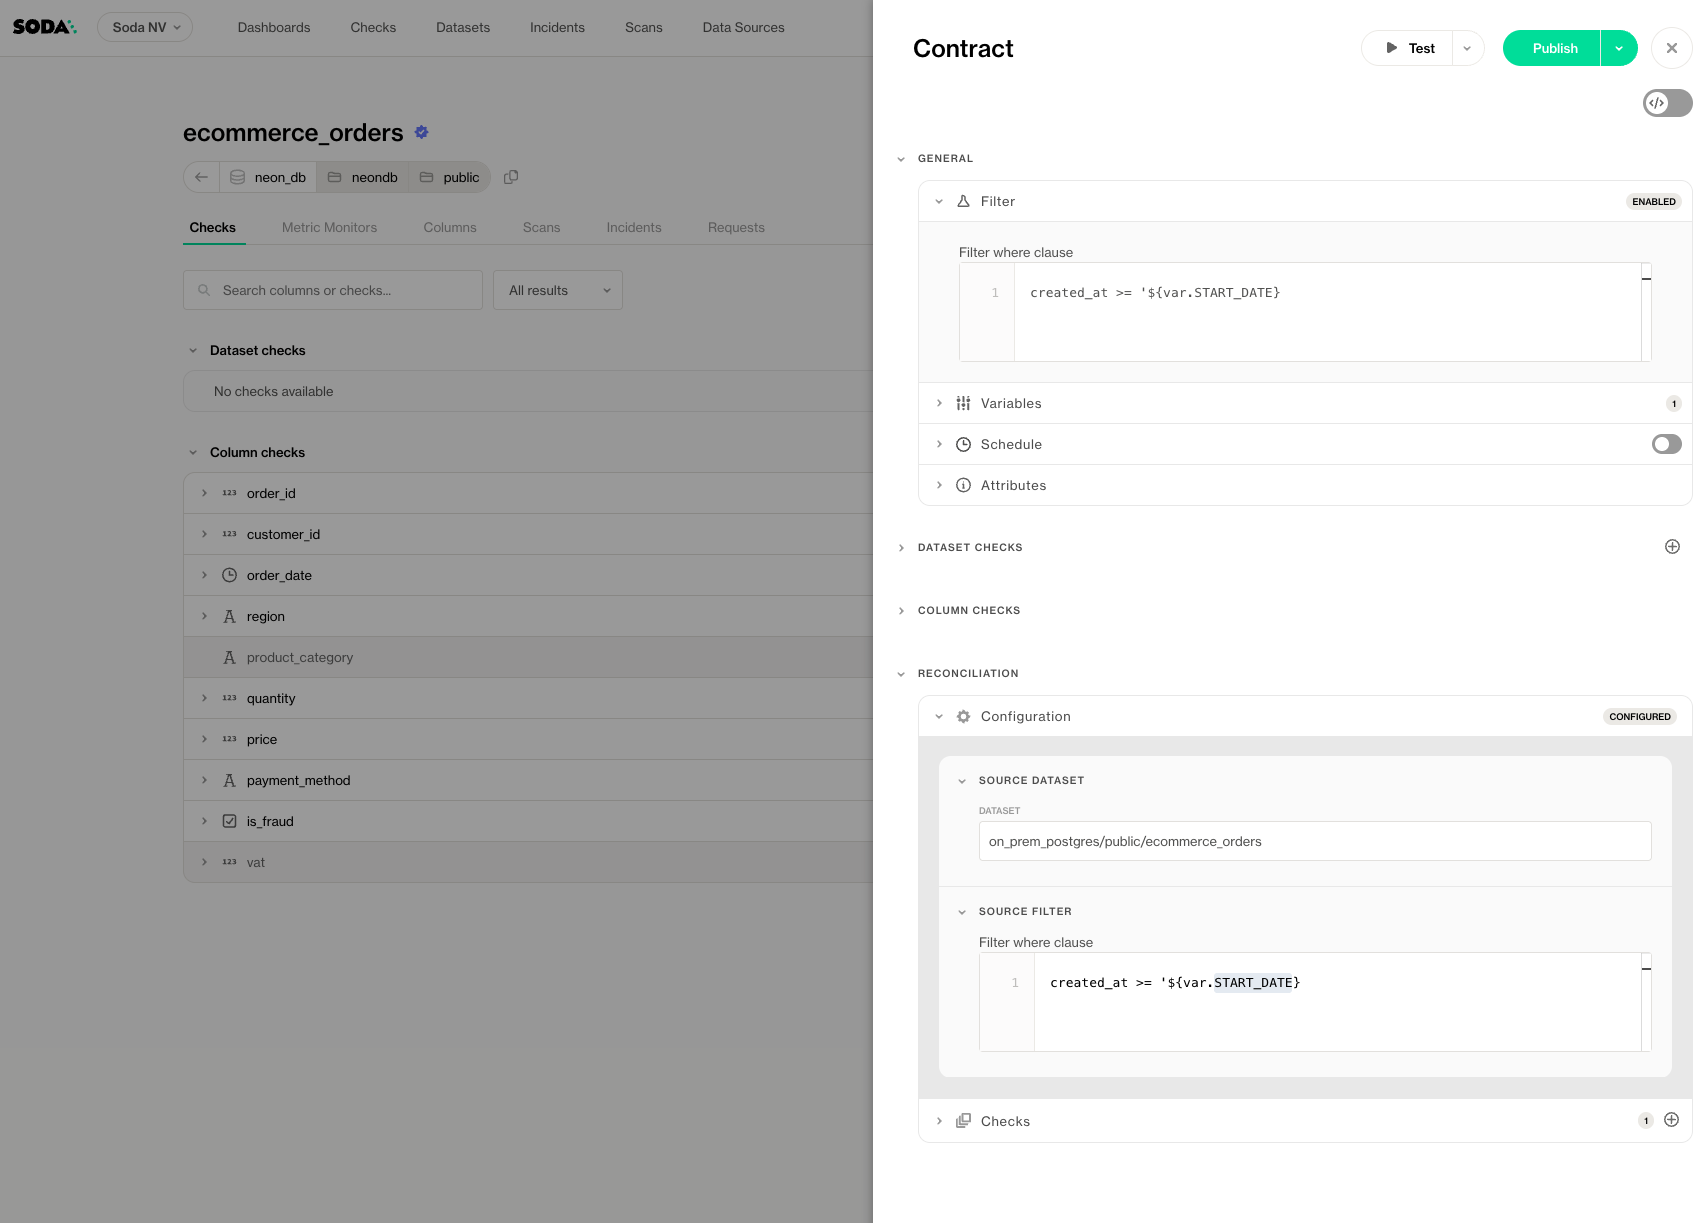 SODA
Soda NV
Dashboards
Checks
Datasets
Incidents
Scans
Data Sources
ecommerce_orders
neon_db
neondb
public
Checks
Metric Monitors
Columns
Scans
Incidents
Requests
Search columns or checks...
All results
Dataset checks
No checks available
Column checks
123 order_id
123 customer_id
order_date
A region
A product_category
123 quantity
123 price
A payment_method
is_fraud
123 vat
Contract
Test
Publish
</>
GENERAL
Filter
ENABLED
Filter where clause
1 created_at >= '${var.START_DATE}
Variables
1
Schedule
Attributes
DATASET CHECKS
COLUMN CHECKS
RECONCILIATION
Configuration
CONFIGURED
SOURCE DATASET
DATASET
on_prem_postgres/public/ecommerce_orders
SOURCE FILTER
Filter where clause
1 created_at >= '${var.START_DATE}
Checks
1